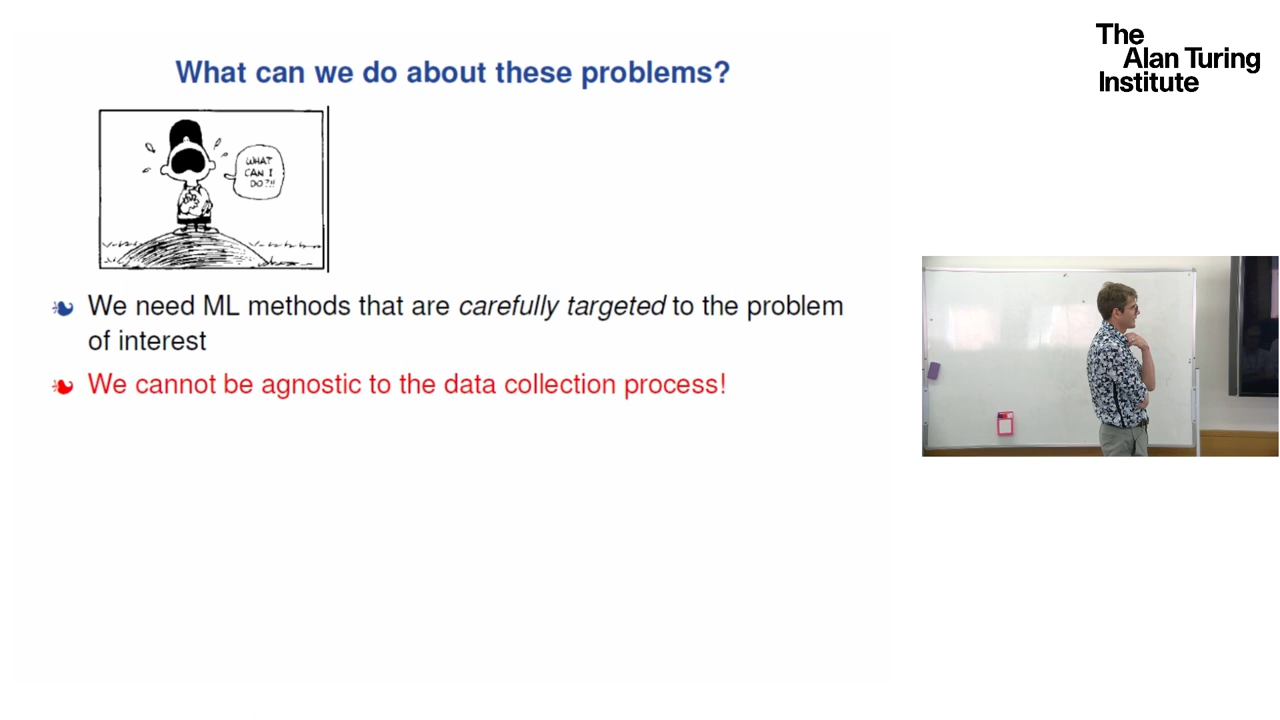 The
Alan Turing
Institute
What can we do about these problems?
WHAT
CAN I
DO?!!
We need ML methods that are carefully targeted to the problem
of interest
We cannot be agnostic to the data collection process!